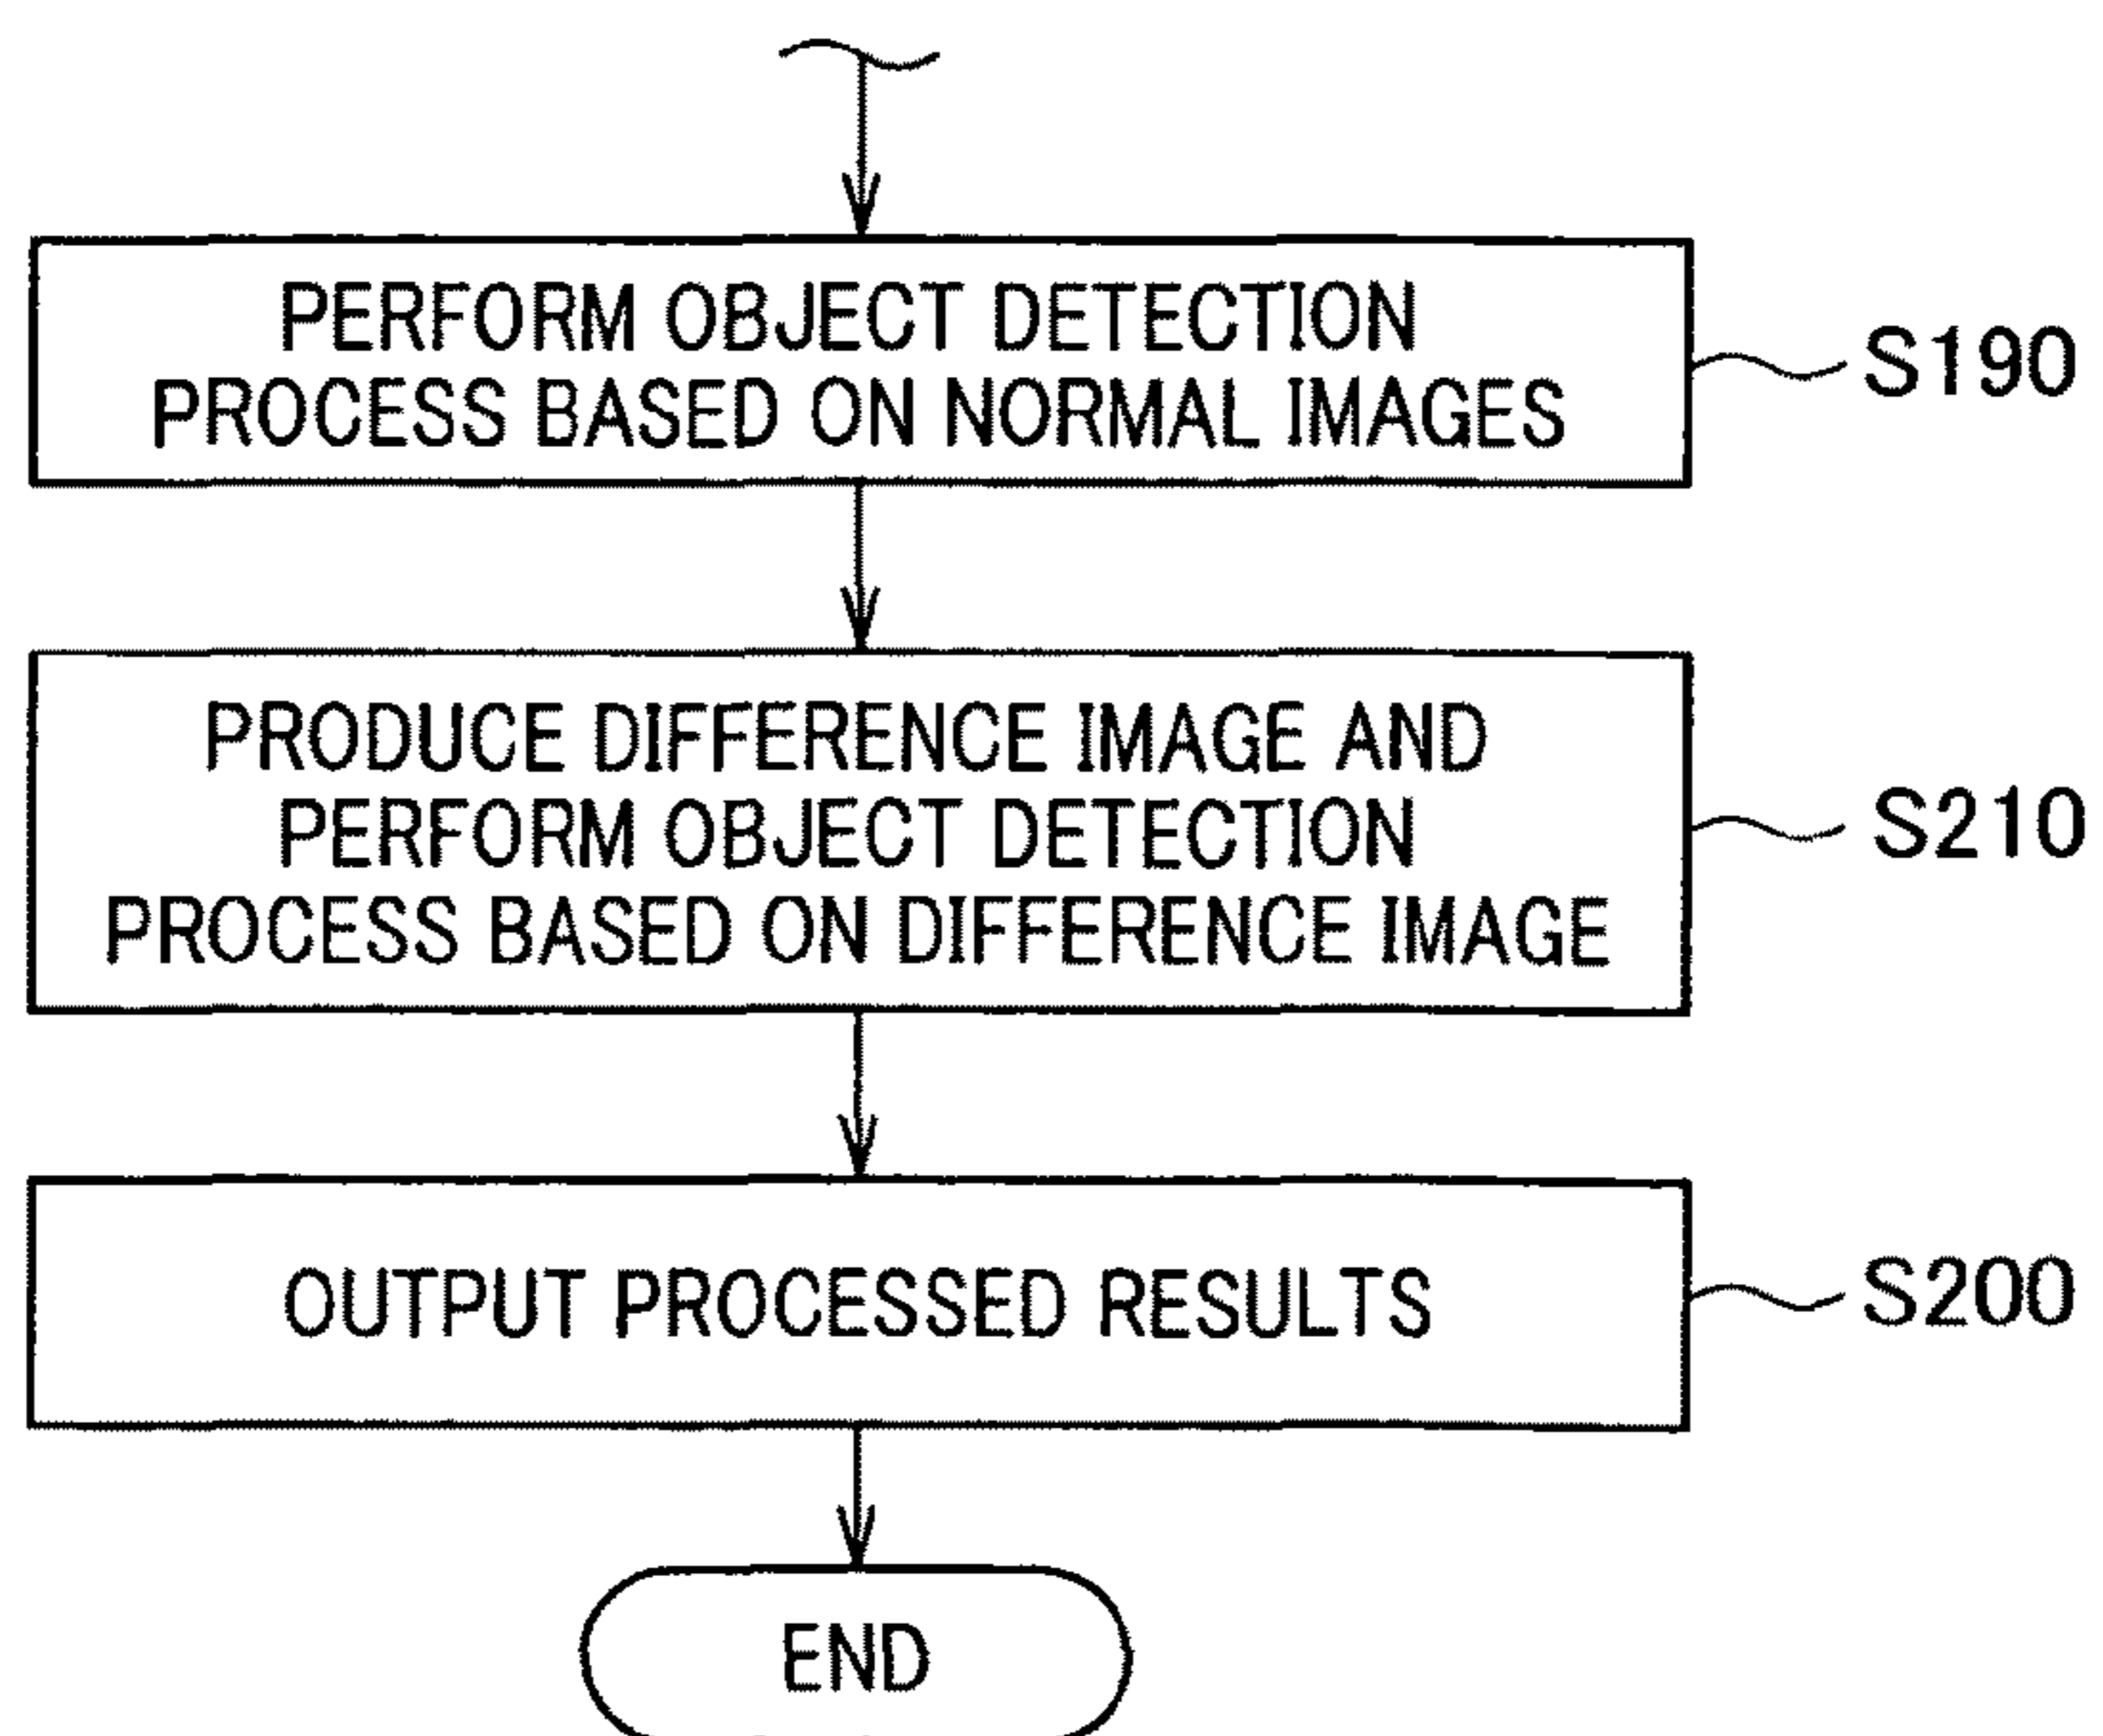 PERFORM OBJECT DETECTION
PROCESS BASED ON NORMAL IMAGES
S190
PRODUCE DIFFERENCE IMAGE AND
PERFORM OBJECT DETECTION
PROCESS BASED ON DIFFERENCE IMAGE
S210
OUTPUT PROCESSED RESULTS
S200
END